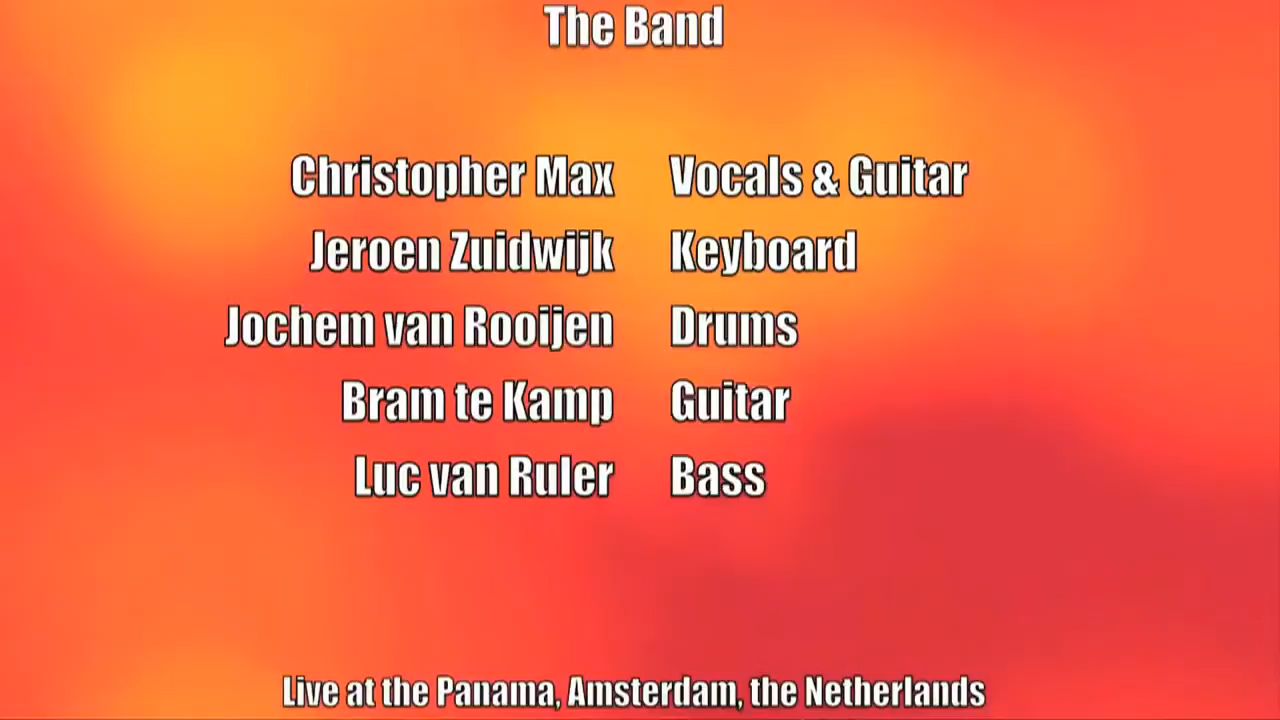 The Band
Christopher Max Vocals & Guitar
Jeroen Zuidwijk Keyboard
Jochem van Rooijen Drums
Bram te Kamp Guitar
Luc van Ruler Bass
Live at the Panama, Amsterdam, the Netherlands